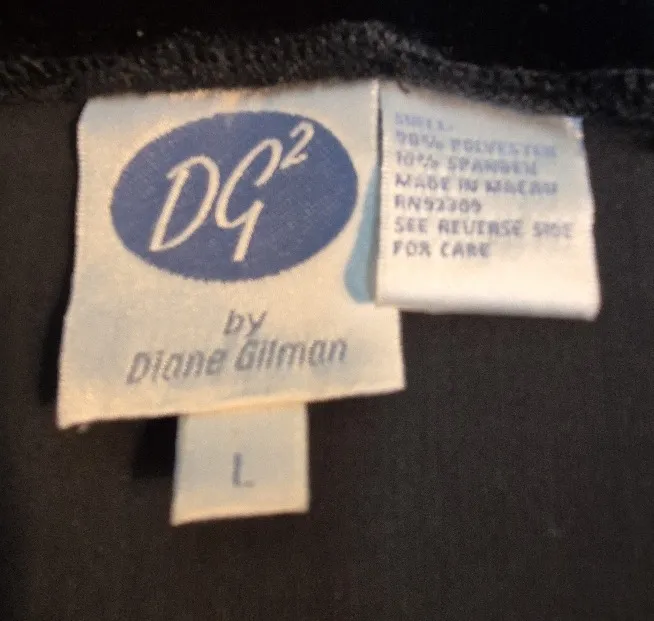 DG²
by
Diane Gilman
L
SHELL:
90% POLYESTER
10% SPANDEX
MADE IN MACAU
RN93309
SEE REVERSE SIDE
FOR CARE